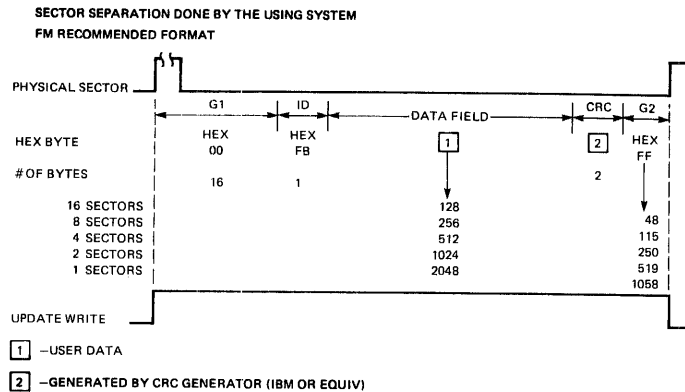 SECTOR SEPARATION DONE BY THE USING SYSTEM
FM RECOMMENDED FORMAT
PHYSICAL SECTOR
G1 ID DATA FIELD CRC G2
HEX BYTE HEX 00 HEX FB 1 2 HEX FF
# OF BYTES 16 1 2
16 SECTORS 128 48
8 SECTORS 256 115
4 SECTORS 512 250
2 SECTORS 1024 519
1 SECTORS 2048 1058
UPDATE WRITE
1 –USER DATA
2 –GENERATED BY CRC GENERATOR (IBM OR EQUIV)